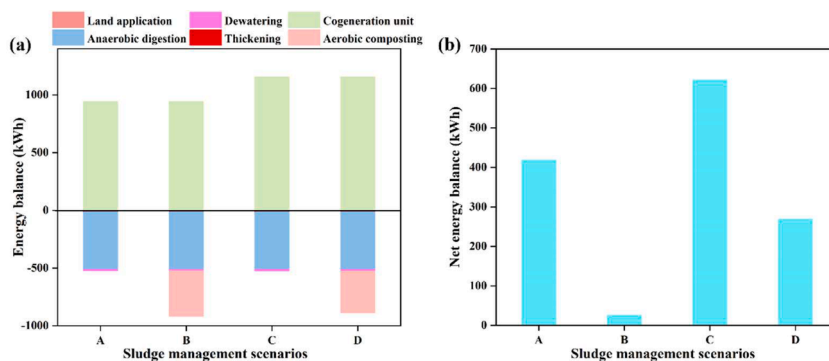 Land application Dewatering Cogeneration unit
Anaerobic digestion Thickening Aerobic composting
(a)
1000
500
0
-500
-1000
Energy balance (kWh)
A B C D
Sludge management scenarios
(b)
700
600
500
400
300
200
100
0
Net energy balance (kWh)
A B C D
Sludge management scenarios